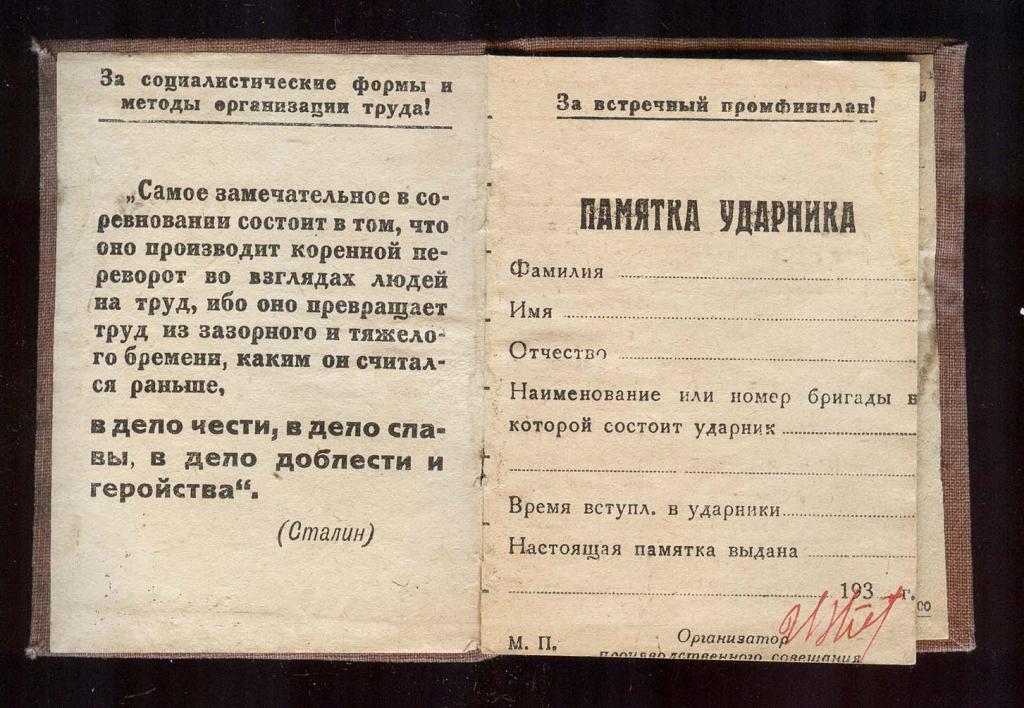 За социалистические формы и
методы организации труда!
„Самое замечательное в со-
ревновании состоит в том, что
оно производит коренной пе-
реворот во взглядах людей
на труд, ибо оно превращает
труд из зазорного и тяжело-
го бремени, каким он считал-
ся раньше,
в дело чести, в дело сла-
вы, в дело доблести и
геройства“.
(Сталин)
За встречный промфинплан!
ПАМЯТКА УДАРНИКА
Фамилия
Имя
Отчество
Наименование или номер бригады в
которой состоит ударник
Время вступл. в ударники
Настоящая памятка выдана
193 г.
М. П. Организатор
производственного совещания
00